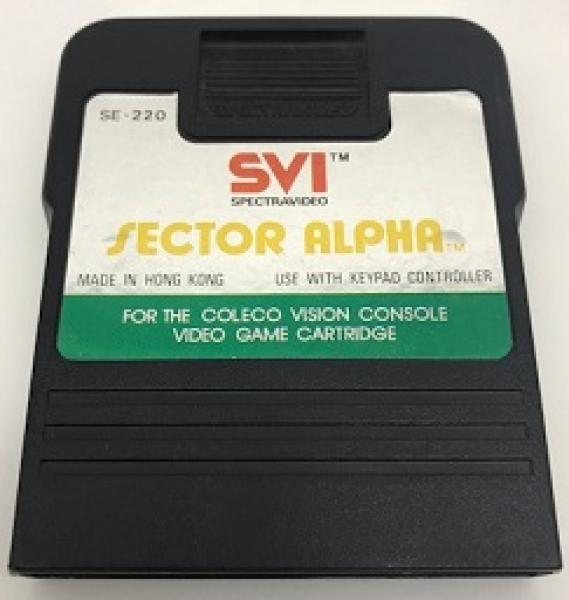 SPECTRAVIDEO
SE-220
SVI™
SPECTRAVIDEO
SECTOR ALPHA™
MADE IN HONG KONG USE WITH KEYPAD CONTROLLER
FOR THE COLECO VISION CONSOLE
VIDEO GAME CARTRIDGE